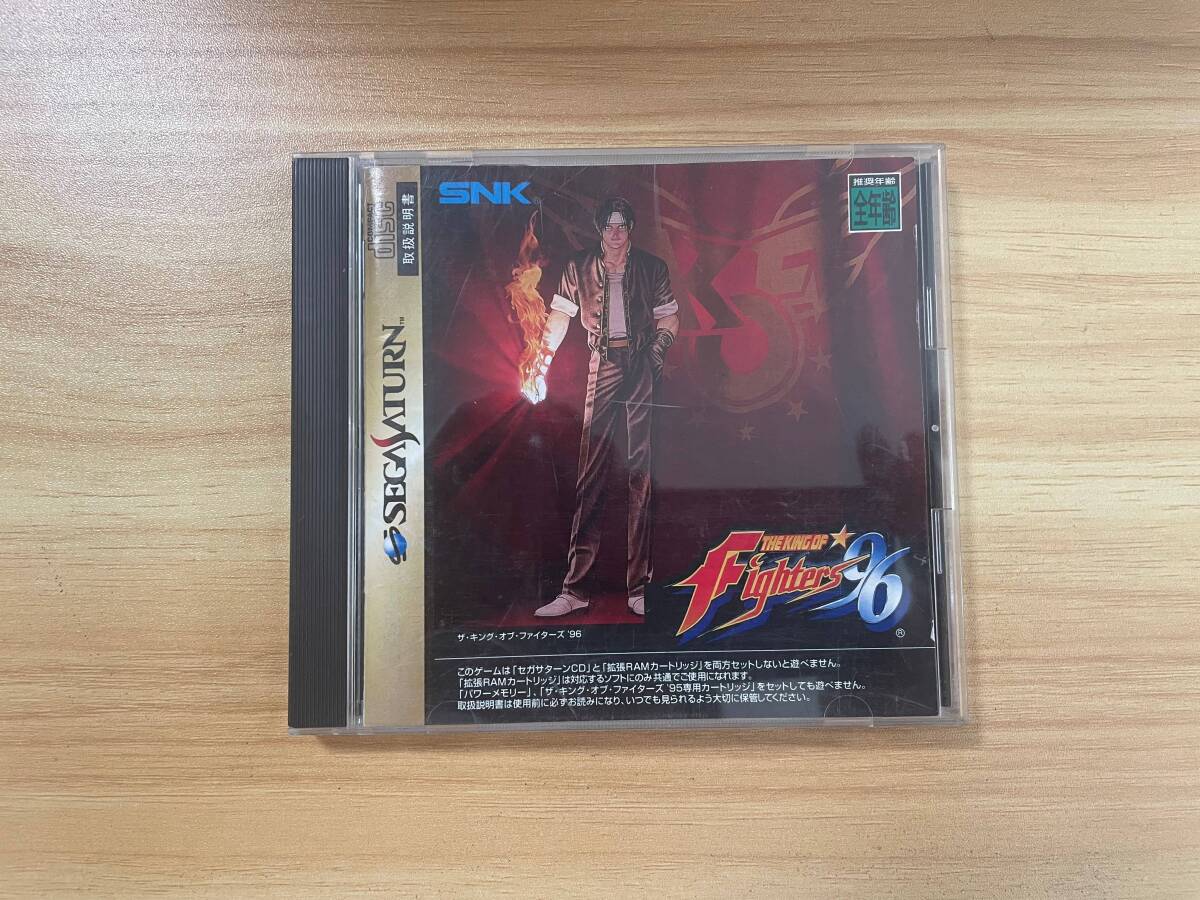 COMPACT
DISC
取扱説明書
SEGA SATURN™
SNK®
推奨年齢
全年齢
THE KING OF
Fighters '96
®
ザ・キング・オブ・ファイターズ '96
このゲームは「セガサターンCD」と「拡張RAMカートリッジ」を両方セットしないと遊べません。
「拡張RAMカートリッジ」は対応するソフトにのみ共通でご使用になれます。
「パワーメモリー」、「ザ・キング・オブ・ファイターズ '95専用カートリッジ」をセットしても遊べません。
取扱説明書は使用前に必ずお読みになり、いつでも見られるよう大切に保管してください。